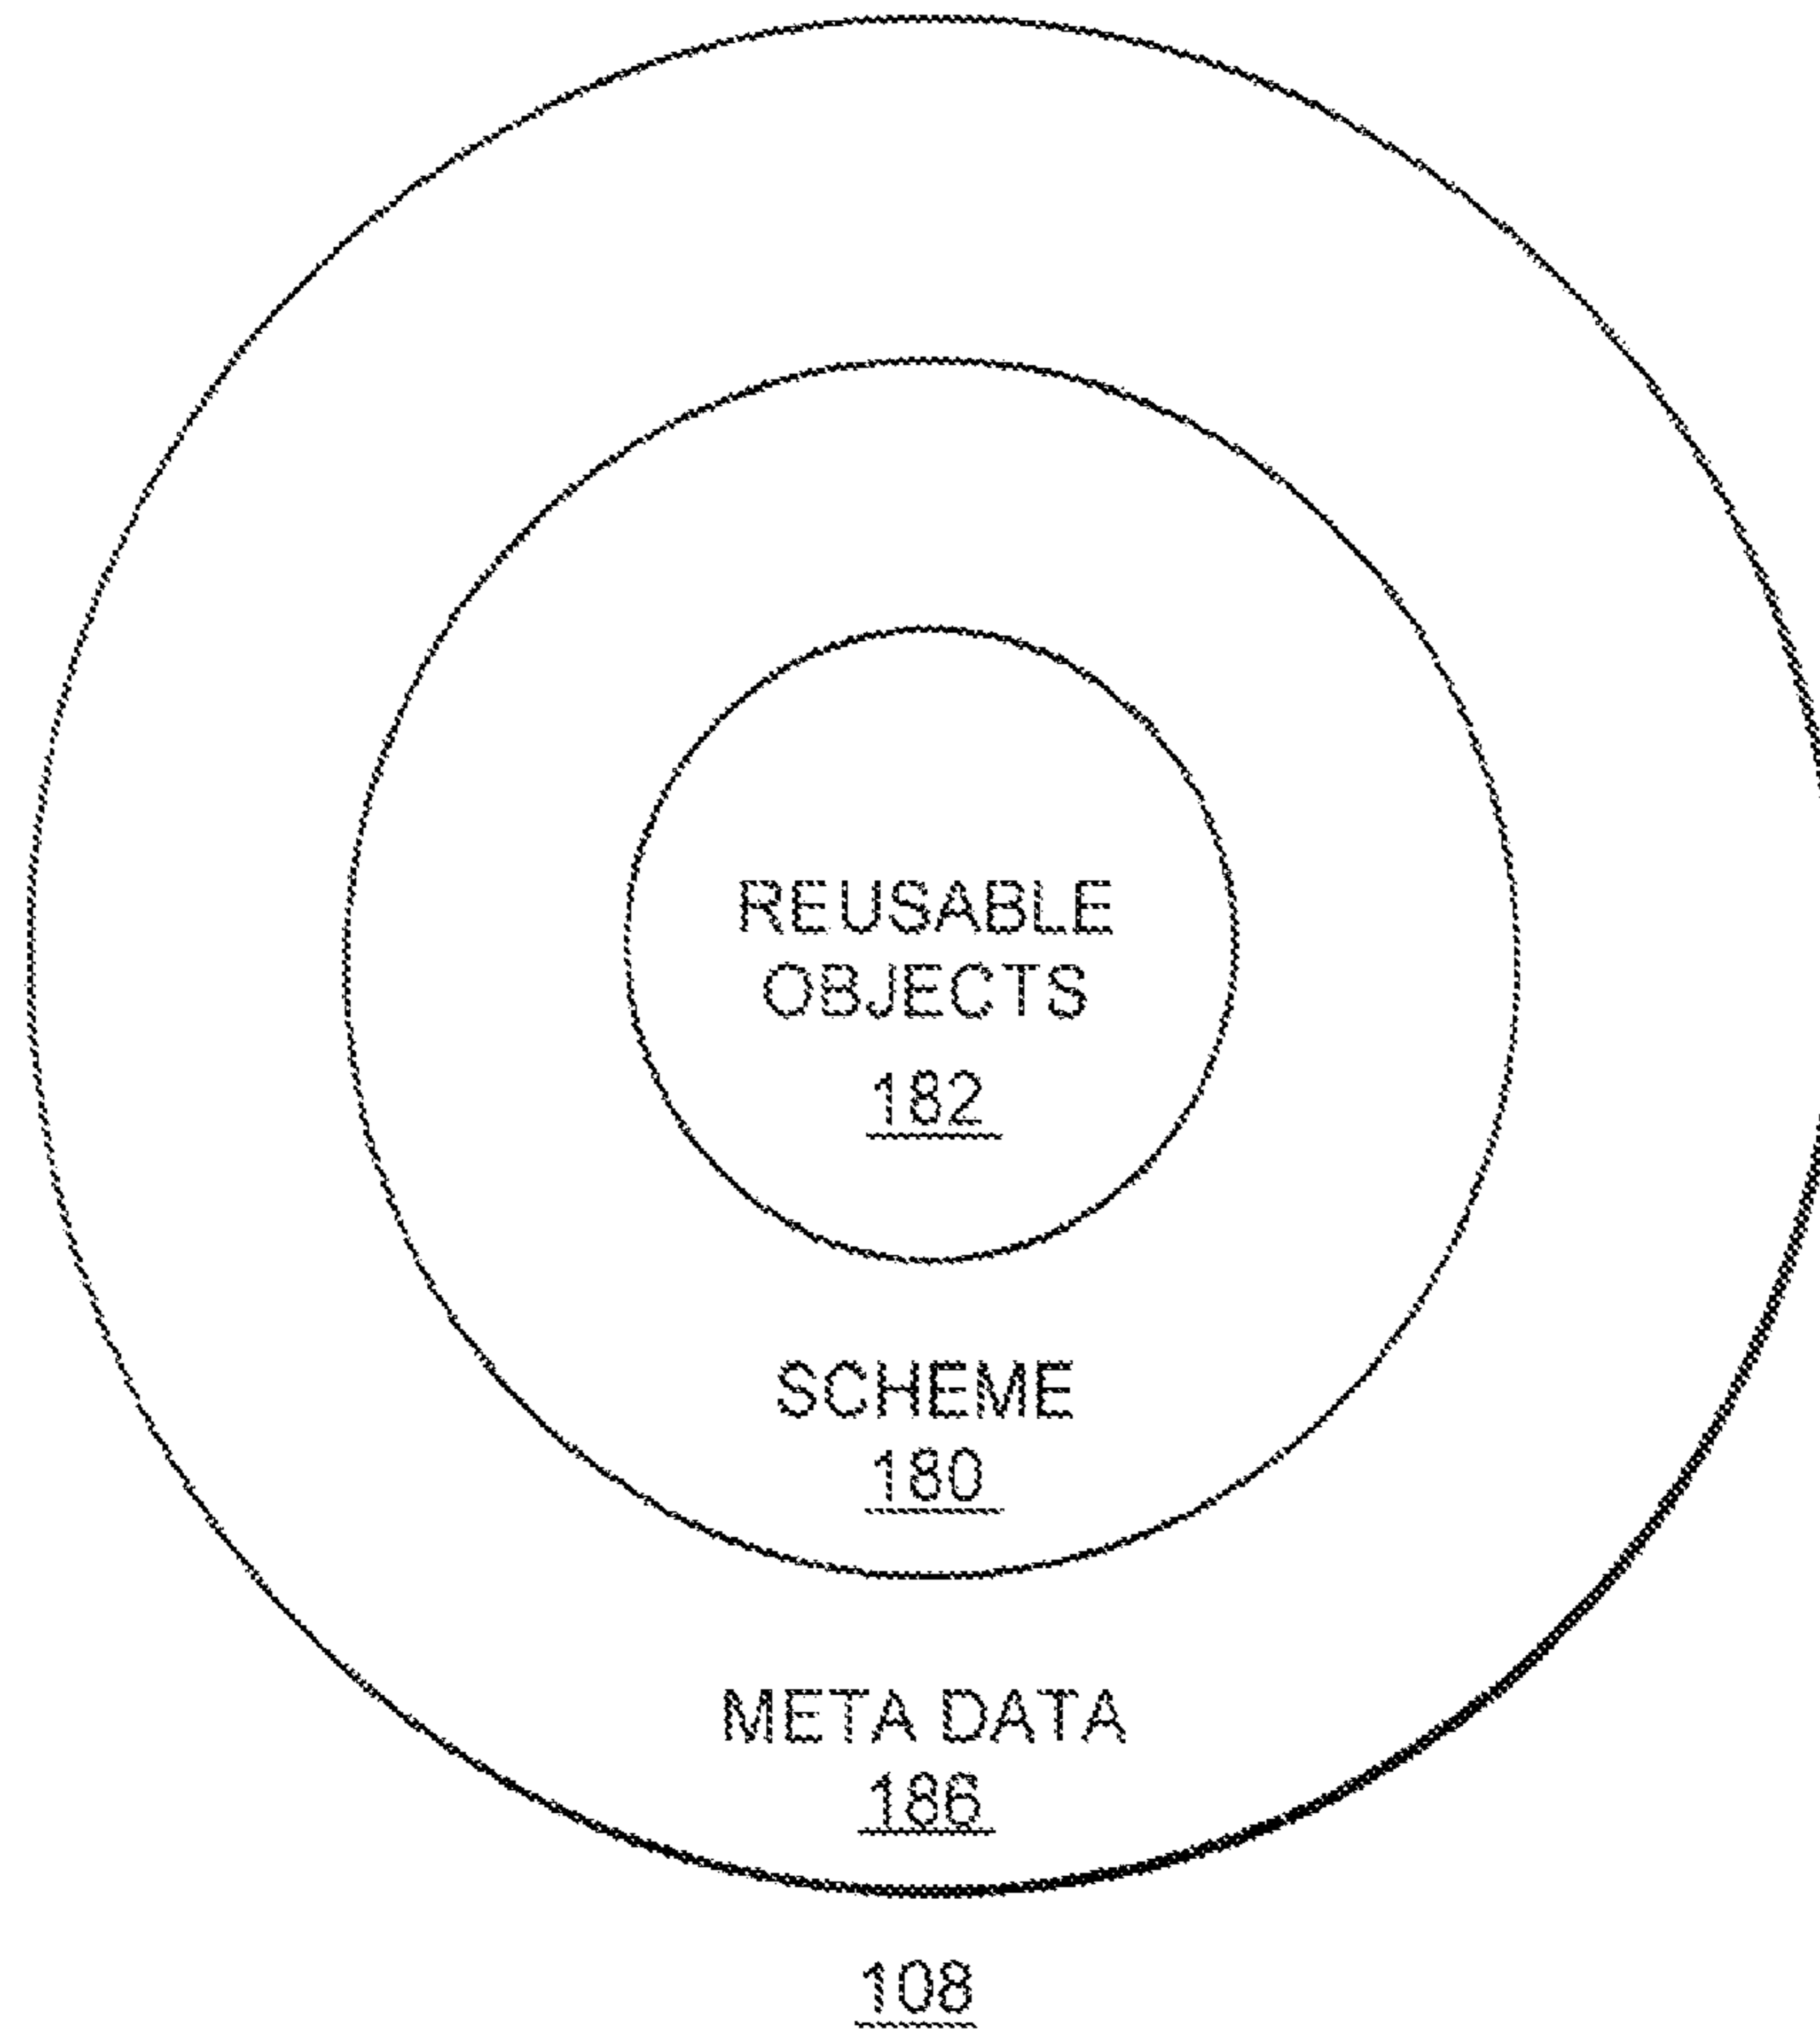 REUSABLE
OBJECTS
182
SCHEME
180
META DATA
186
108